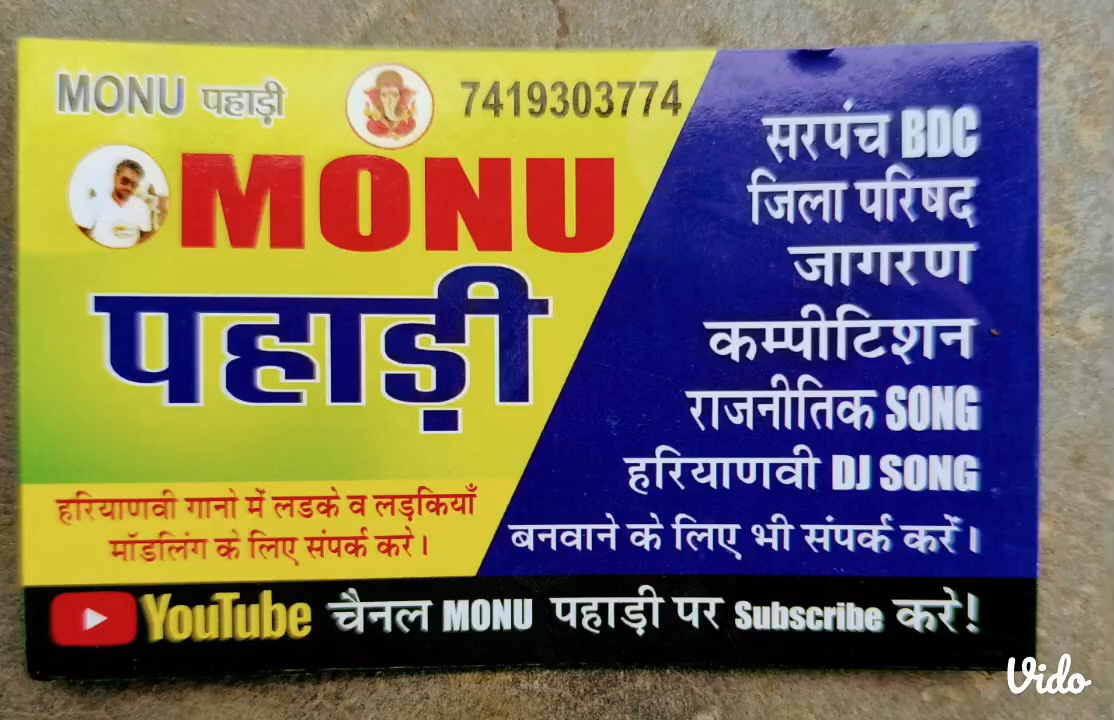 MONU पहाड़ी
7419303774
MONU
पहाड़ी
हरियाणवी गानो में लडके व लड़कियाँ
मॉडलिंग के लिए संपर्क करे।
सरपंच BDC
जिला परिषद
जागरण
कम्पीटिशन
राजनीतिक SONG
हरियाणवी DJ SONG
बनवाने के लिए भी संपर्क करें।
YouTube चैनल MONU पहाड़ी पर Subscribe करे!
Vido